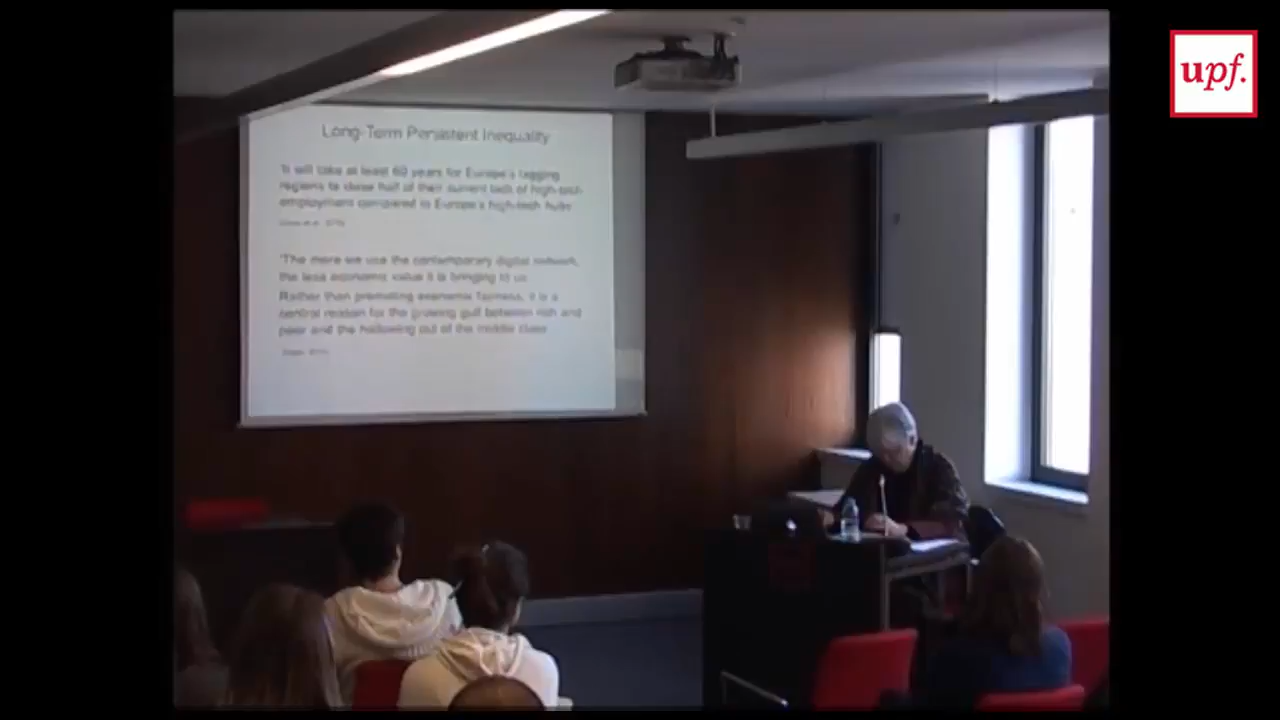 upf.
Long-Term Persistent Inequality
'It will take at least 60 years for Europe's lagging
regions to close half of their current lack of high-tech
employment compared to Europe's high-tech hubs'
'The more we use the contemporary digital network,
the less economic value it is bringing to us
Rather than promoting economic fairness, it is a
central reason for the growing gulf between rich and
poor and the hollowing out of the middle class